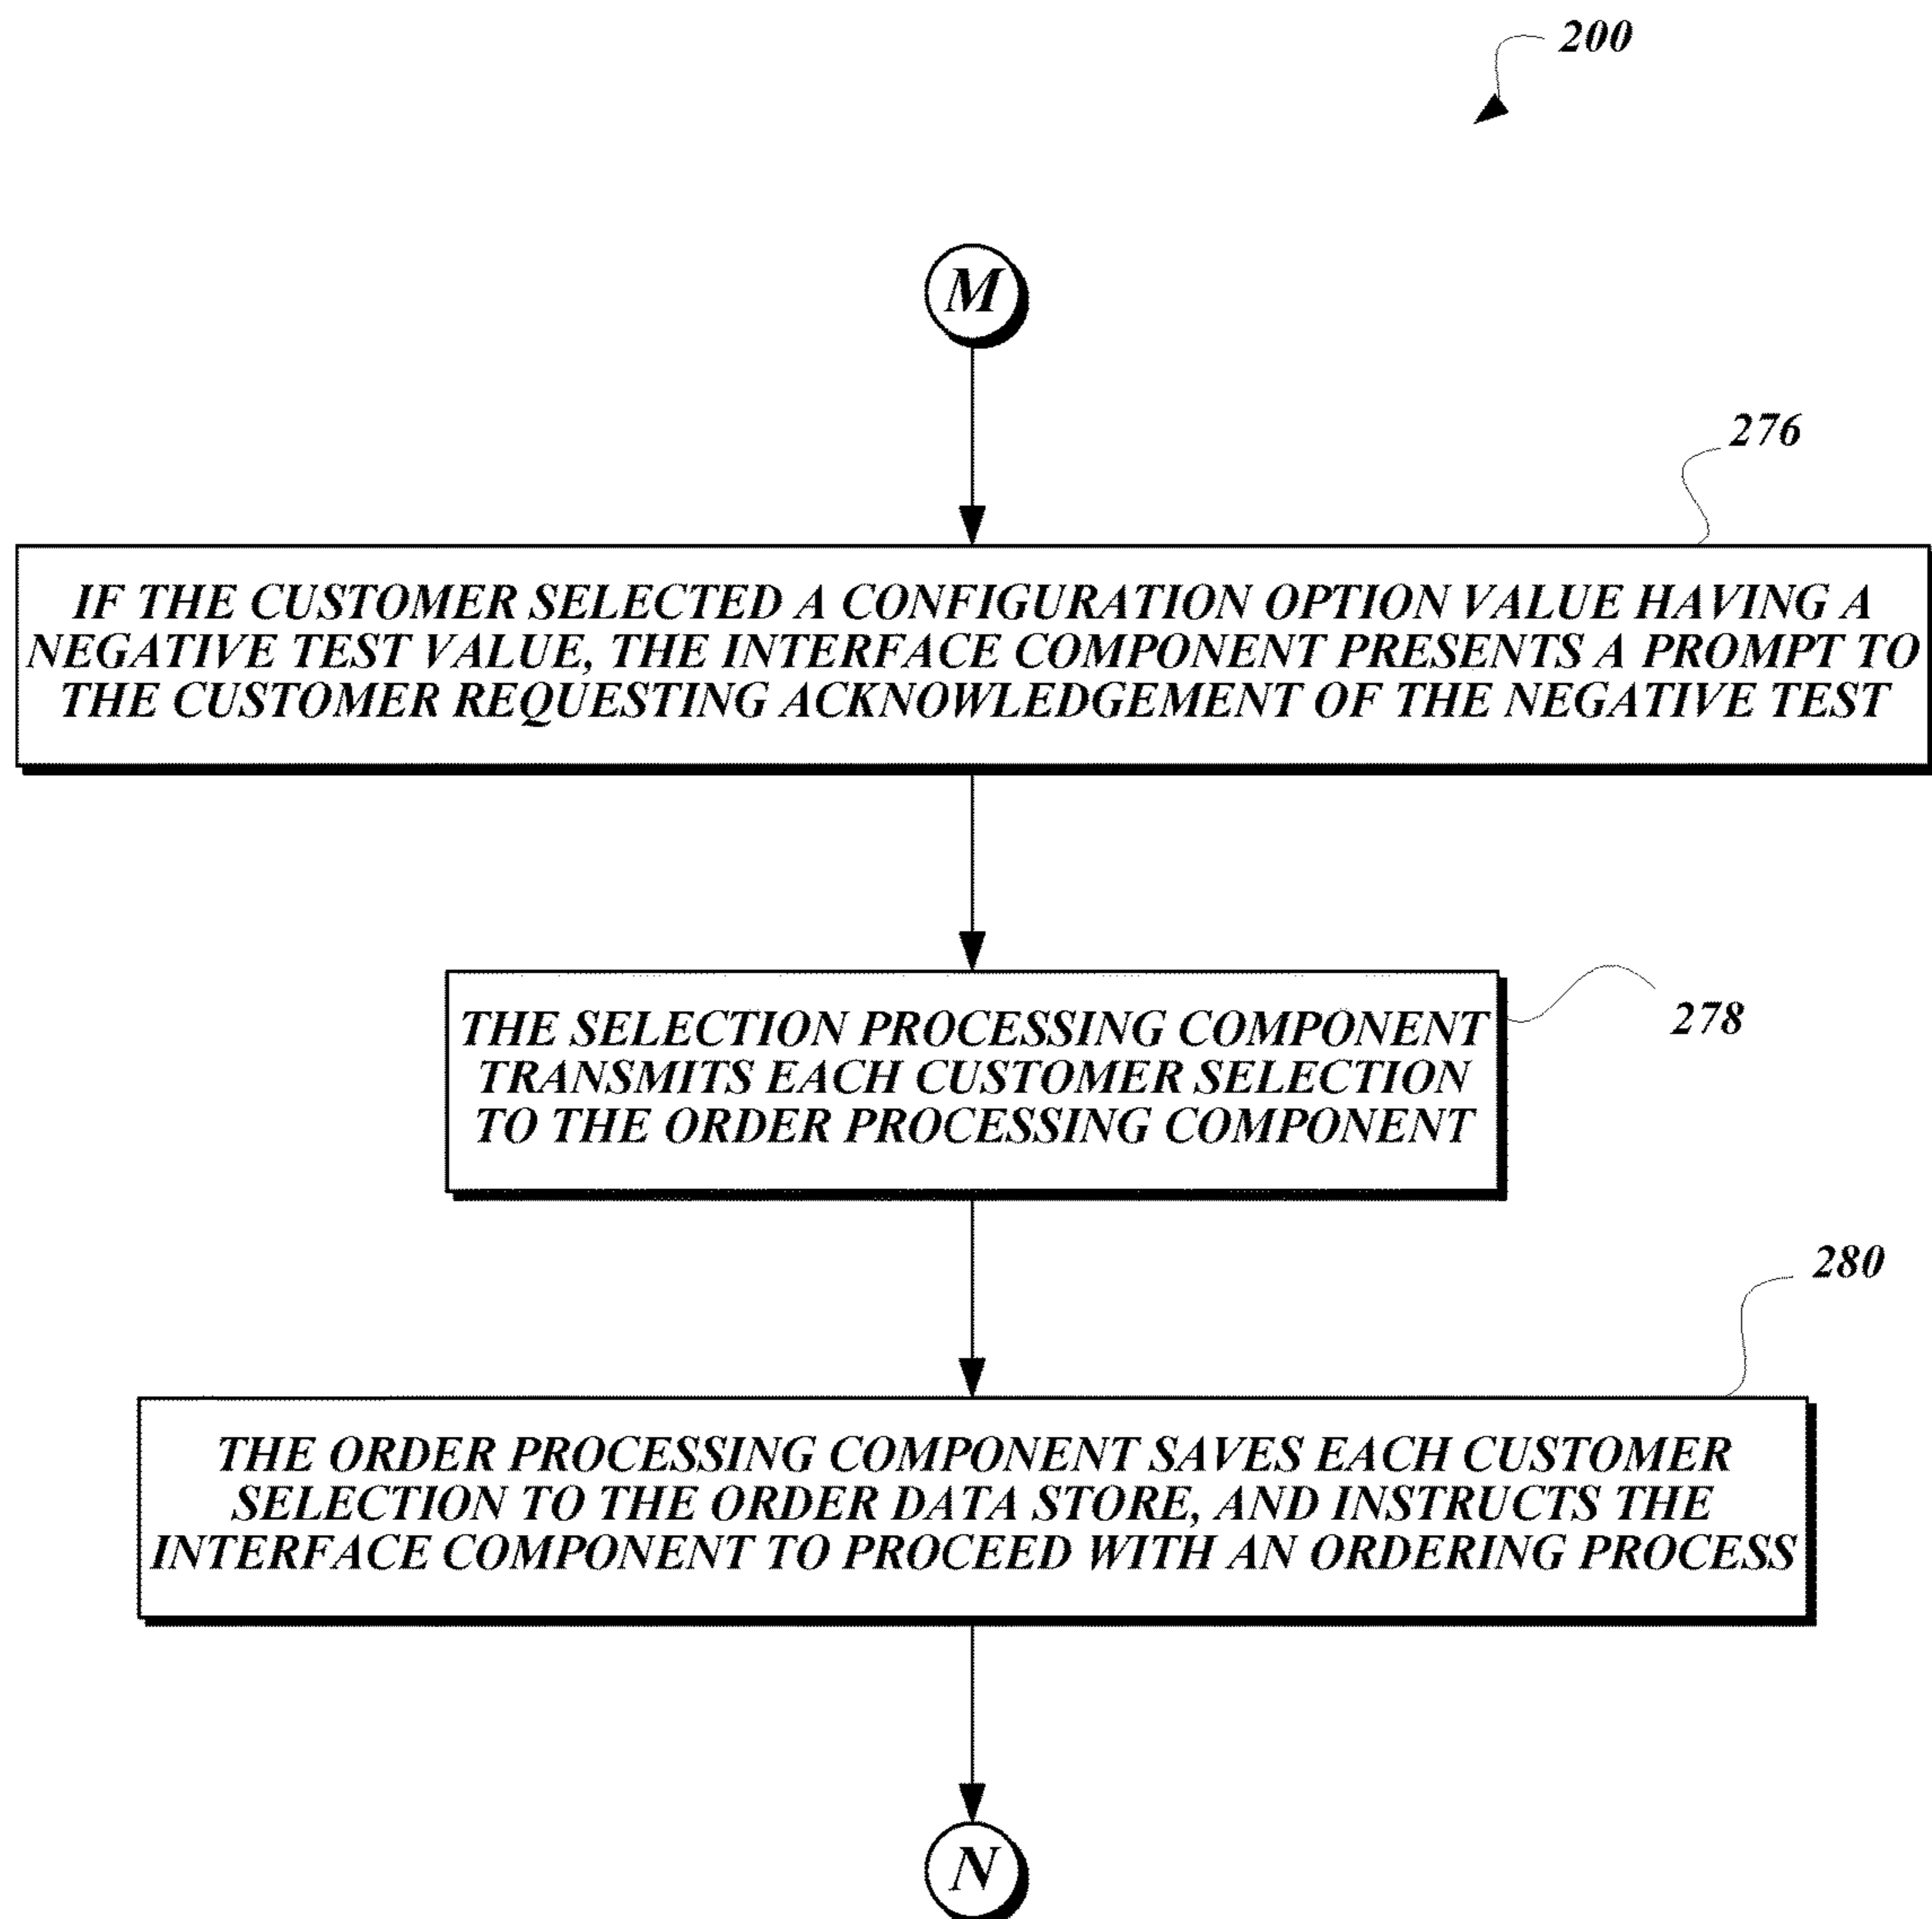 200
M
276
IF THE CUSTOMER SELECTED A CONFIGURATION OPTION VALUE HAVING A
NEGATIVE TEST VALUE, THE INTERFACE COMPONENT PRESENTS A PROMPT TO
THE CUSTOMER REQUESTING ACKNOWLEDGEMENT OF THE NEGATIVE TEST
THE SELECTION PROCESSING COMPONENT
TRANSMITS EACH CUSTOMER SELECTION
TO THE ORDER PROCESSING COMPONENT
278
280
THE ORDER PROCESSING COMPONENT SAVES EACH CUSTOMER
SELECTION TO THE ORDER DATA STORE, AND INSTRUCTS THE
INTERFACE COMPONENT TO PROCEED WITH AN ORDERING PROCESS
N